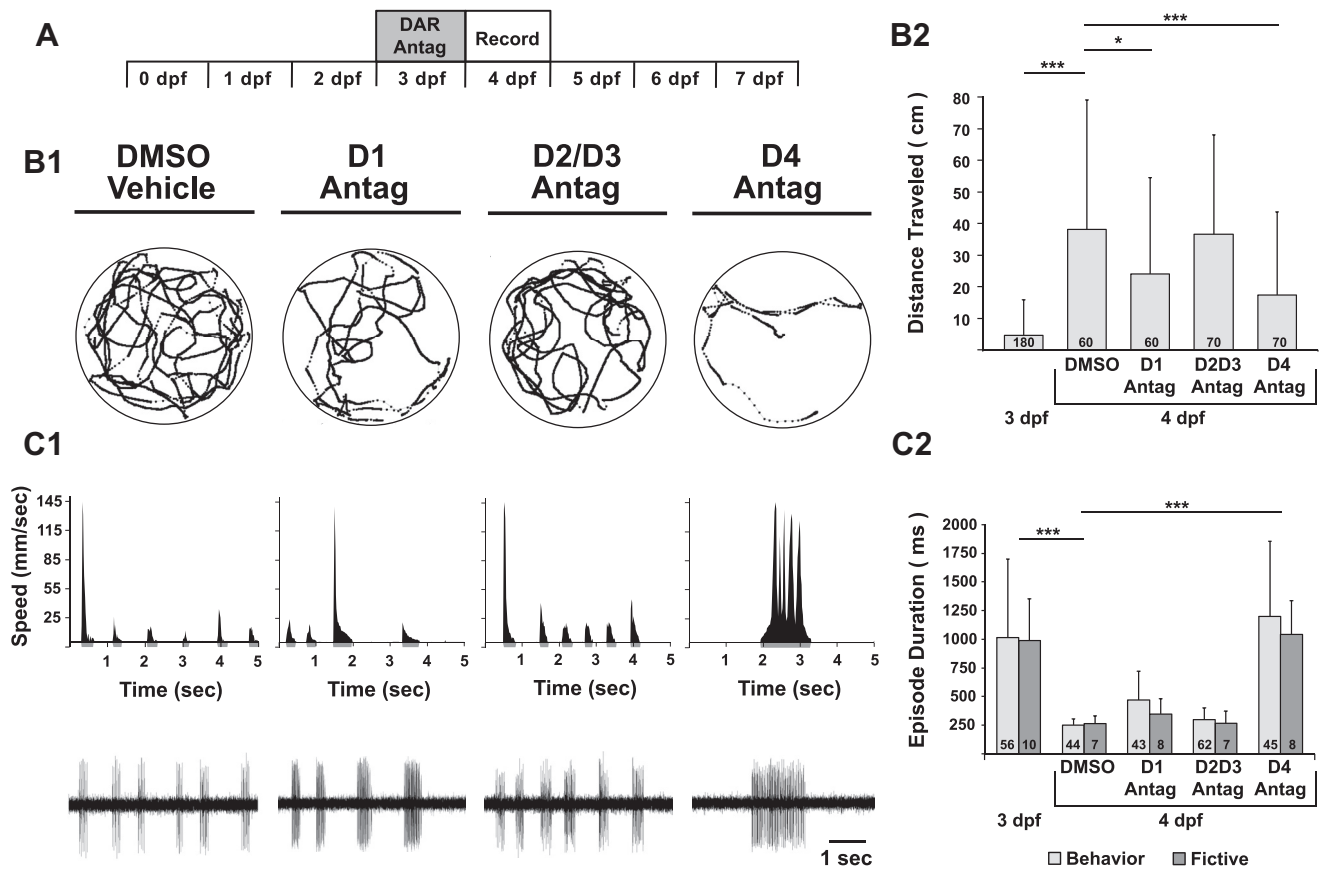 A
DAR
Antag
Record
0 dpf 1 dpf 2 dpf 3 dpf 4 dpf 5 dpf 6 dpf 7 dpf
B1
DMSO
Vehicle
D1
Antag
D2/D3
Antag
D4
Antag
B2
***
*
***
Distance Traveled ( cm )
80
70
60
50
40
30
20
10
180 60 60 70 70
DMSO D1 Antag D2D3 Antag D4 Antag
3 dpf 4 dpf
C1
Speed (mm/sec)
145
115
85
55
25
1 2 3 4 5
1 2 3 4 5
1 2 3 4 5
1 2 3 4 5
Time (sec) Time (sec) Time (sec) Time (sec)
1 sec
C2
***
***
Episode Duration ( ms )
2000
1750
1500
1250
1000
750
500
250
56 10 44 7 43 8 62 7 45 8
DMSO D1 Antag D2D3 Antag D4 Antag
3 dpf 4 dpf
Behavior Fictive